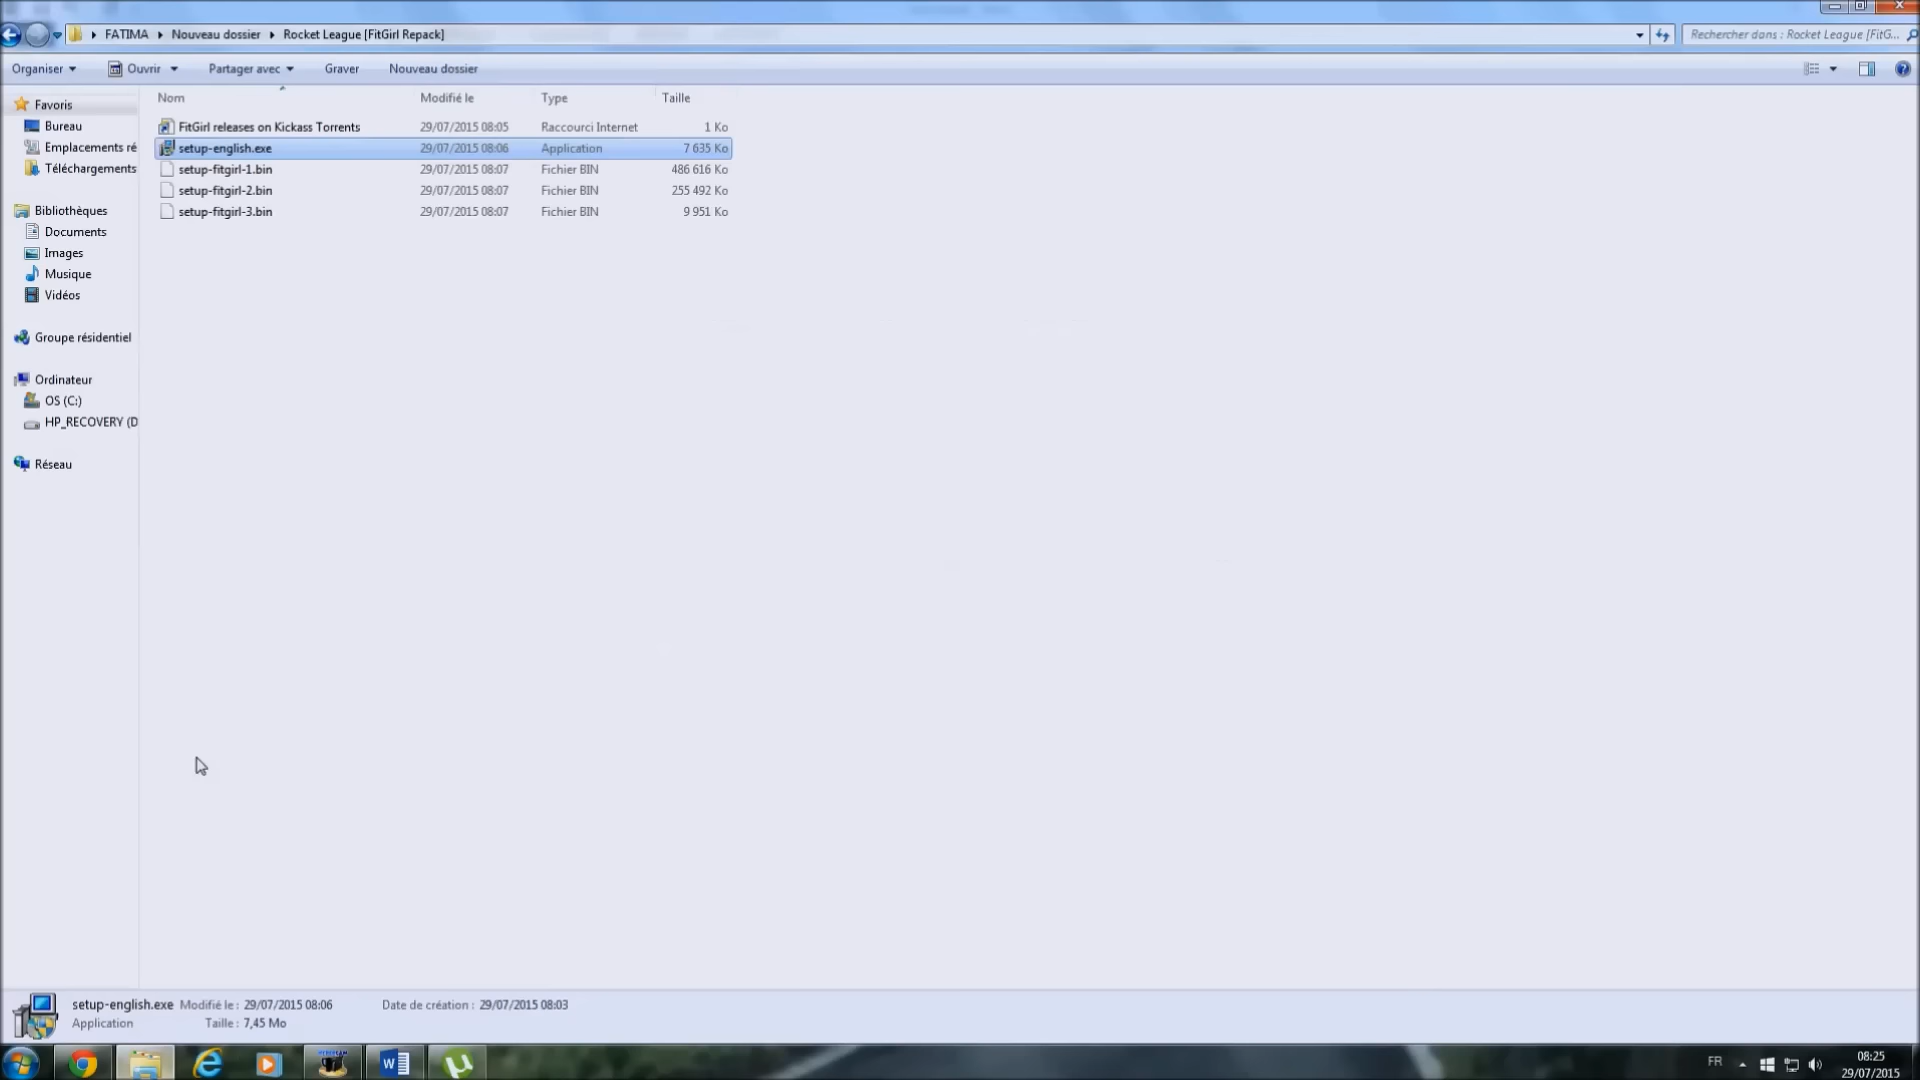 FATIMA Nouveau dossier Rocket League [FitGirl Repack]
Rechercher dans : Rocket League [FitG...
Organiser Ouvrir Partager avec Graver Nouveau dossier
Nom Modifié le Type Taille
FitGirl releases on Kickass Torrents 29/07/2015 08:05 Raccourci Internet 1 Ko
setup-english.exe 29/07/2015 08:06 Application 7 635 Ko
setup-fitgirl-1.bin 29/07/2015 08:07 Fichier BIN 486 616 Ko
setup-fitgirl-2.bin 29/07/2015 08:07 Fichier BIN 255 492 Ko
setup-fitgirl-3.bin 29/07/2015 08:07 Fichier BIN 9 951 Ko
Favoris
Bureau
Emplacements ré
Téléchargements
Bibliothèques
Documents
Images
Musique
Vidéos
Groupe résidentiel
Ordinateur
OS (C:)
HP_RECOVERY (D
Réseau
setup-english.exe Modifié le : 29/07/2015 08:06 Date de création : 29/07/2015 08:03
Application Taille : 7,45 Mo
FR
08:25
29/07/2015